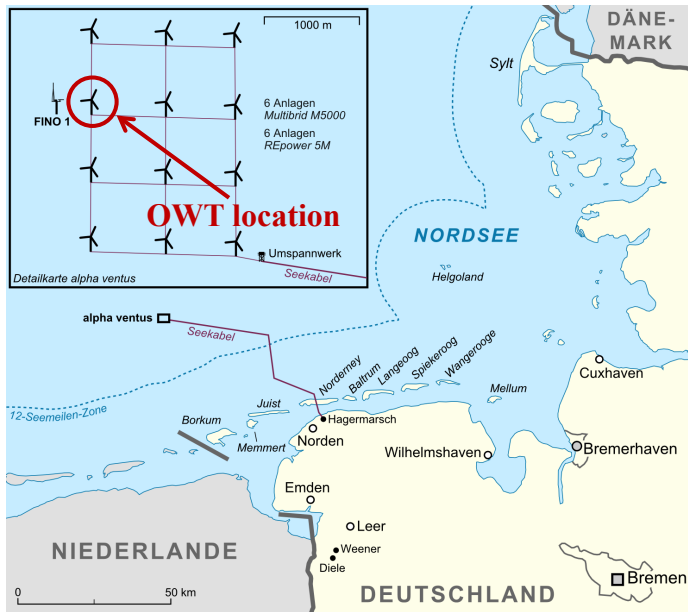 1000 m
FINO 1
6 Anlagen
Multibrid M5000
6 Anlagen
REpower 5M
OWT location
Umspannwerk
Seekabel
Detailkarte alpha ventus
DÄNE-
MARK
Sylt
NORDSEE
Helgoland
alpha ventus
Seekabel
12-Seemeilen-Zone
Norderney
Baltrum
Langeoog
Spiekeroog
Wangerooge
Juist
Borkum
Memmert
Mellum
Cuxhaven
Hagermarsch
Norden
Wilhelmshaven
Bremerhaven
Emden
Leer
Weener
Diele
NIEDERLANDE
DEUTSCHLAND
Bremen
0 50 km